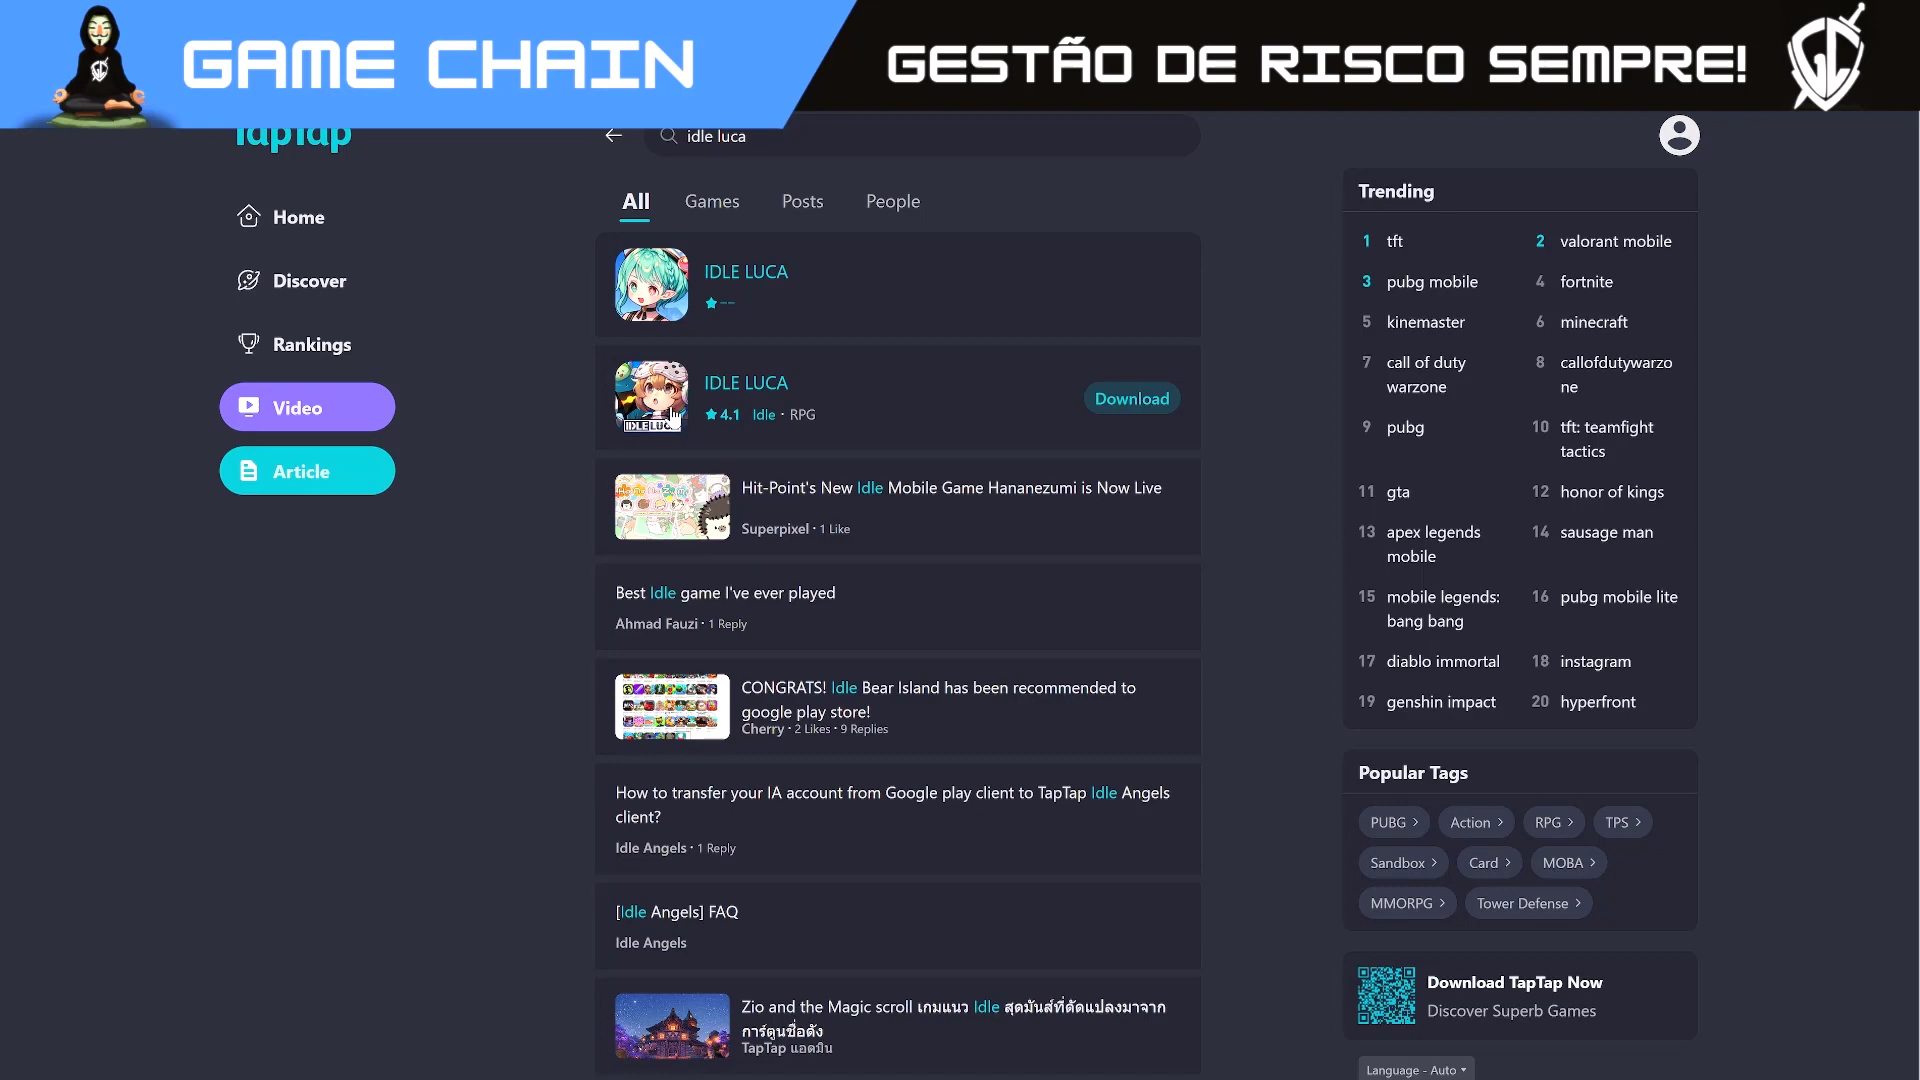 GAME CHAIN
GESTÃO DE RISCO SEMPRE!
TapTap
idle luca
All
Games
Posts
People
Home
Discover
Rankings
Video
Article
IDLE LUCA
--
IDLE LUCA
4.1 Idle · RPG
Download
IDLE LUCA
Hit-Point's New Idle Mobile Game Hananezumi is Now Live
Superpixel · 1 Like
Best Idle game I've ever played
Ahmad Fauzi · 1 Reply
CONGRATS! Idle Bear Island has been recommended to
google play store!
Cherry · 2 Likes · 9 Replies
How to transfer your IA account from Google play client to TapTap Idle Angels
client?
Idle Angels · 1 Reply
[Idle Angels] FAQ
Idle Angels
Zio and the Magic scroll เกมแนว Idle สุดมันส์ที่ดัดแปลงมาจาก
การ์ตูนชื่อดัง
TapTap แอดมิน
Trending
1 tft
2 valorant mobile
3 pubg mobile
4 fortnite
5 kinemaster
6 minecraft
7 call of duty
warzone
8 callofdutywarzo
ne
9 pubg
10 tft: teamfight
tactics
11 gta
12 honor of kings
13 apex legends
mobile
14 sausage man
15 mobile legends:
bang bang
16 pubg mobile lite
17 diablo immortal
18 instagram
19 genshin impact
20 hyperfront
Popular Tags
PUBG >
Action >
RPG >
TPS >
Sandbox >
Card >
MOBA >
MMORPG >
Tower Defense >
Download TapTap Now
Discover Superb Games
Language - Auto